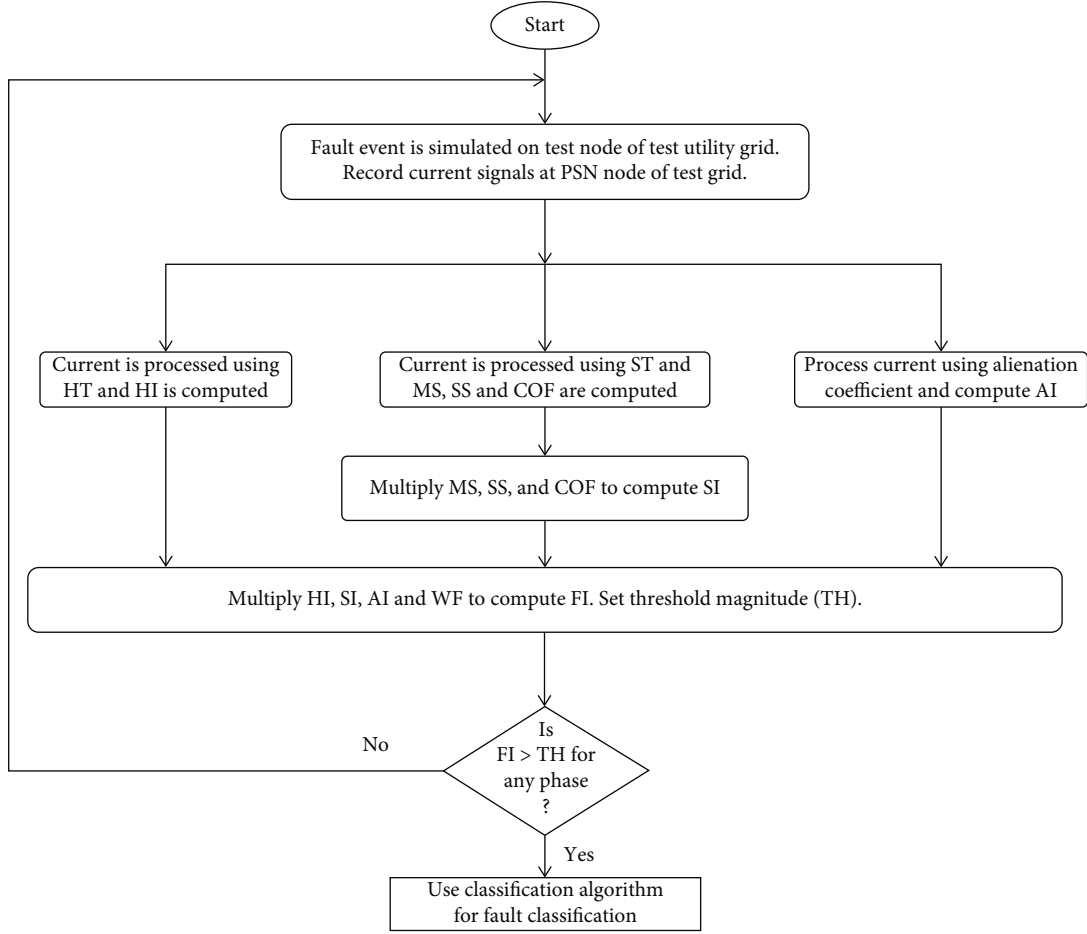 Start
Fault event is simulated on test node of test utility grid.
Record current signals at PSN node of test grid.
Current is processed using
HT and HI is computed
Current is processed using ST and
MS, SS and COF are computed
Process current using alienation
coefficient and compute AI
Multiply MS, SS, and COF to compute SI
Multiply HI, SI, AI and WF to compute FI. Set threshold magnitude (TH).
Is
FI > TH for
any phase
?
No
Yes
Use classification algorithm
for fault classification